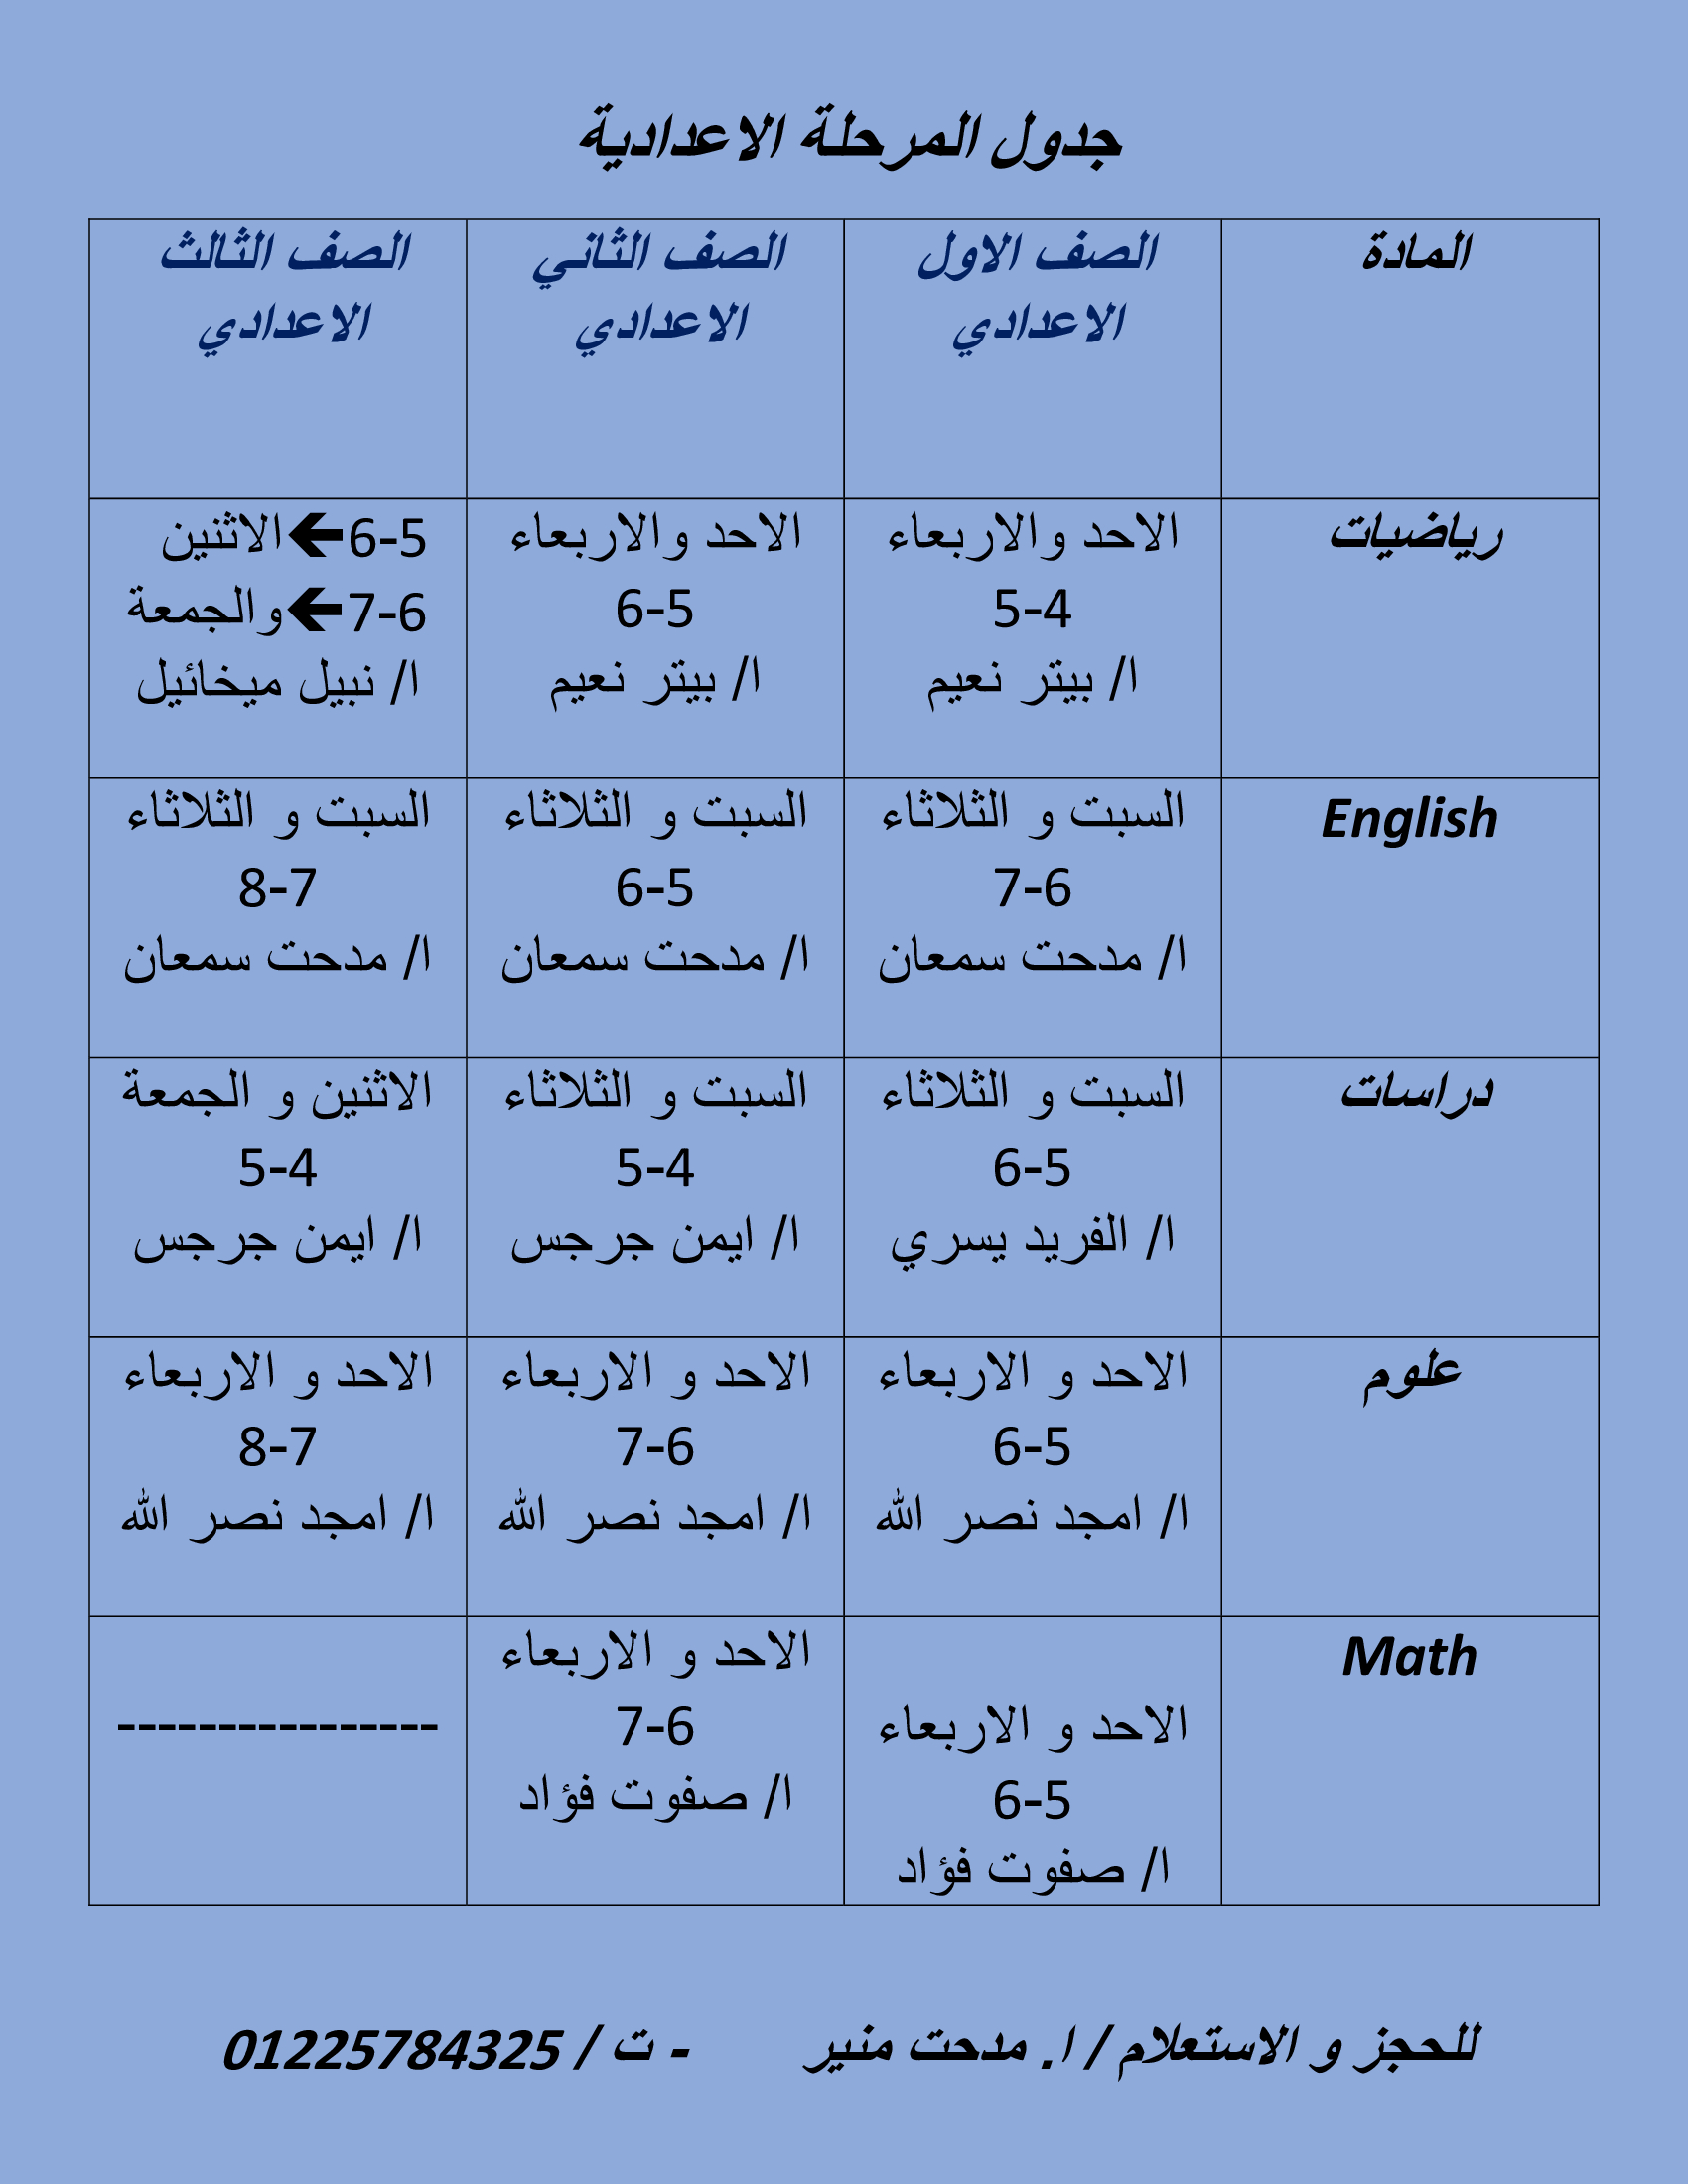 جدول المرحلة الاعدادية
المادة
الصف الاول
الاعدادي
الصف الثاني
الاعدادي
الصف الثالث
الاعدادي
رياضيات
الاحد والاربعاء
5-4
ا/ بيتر نعيم
الاحد والاربعاء
6-5
ا/ بيتر نعيم
6-5←الاثنين
7-6←والجمعة
ا/ نبيل ميخائيل
English
السبت و الثلاثاء
7-6
ا/ مدحت سمعان
السبت و الثلاثاء
6-5
ا/ مدحت سمعان
السبت و الثلاثاء
8-7
ا/ مدحت سمعان
دراسات
السبت و الثلاثاء
6-5
ا/ الفريد يسري
السبت و الثلاثاء
5-4
ا/ ايمن جرجس
الاثنين و الجمعة
5-4
ا/ ايمن جرجس
علوم
الاحد و الاربعاء
6-5
ا/ امجد نصر الله
الاحد و الاربعاء
7-6
ا/ امجد نصر الله
الاحد و الاربعاء
8-7
ا/ امجد نصر الله
Math
الاحد و الاربعاء
6-5
ا/ صفوت فؤاد
الاحد و الاربعاء
7-6
ا/ صفوت فؤاد
----------------
للحجز و الاستعلام / ا. مدحت منير - ت / 01225784325